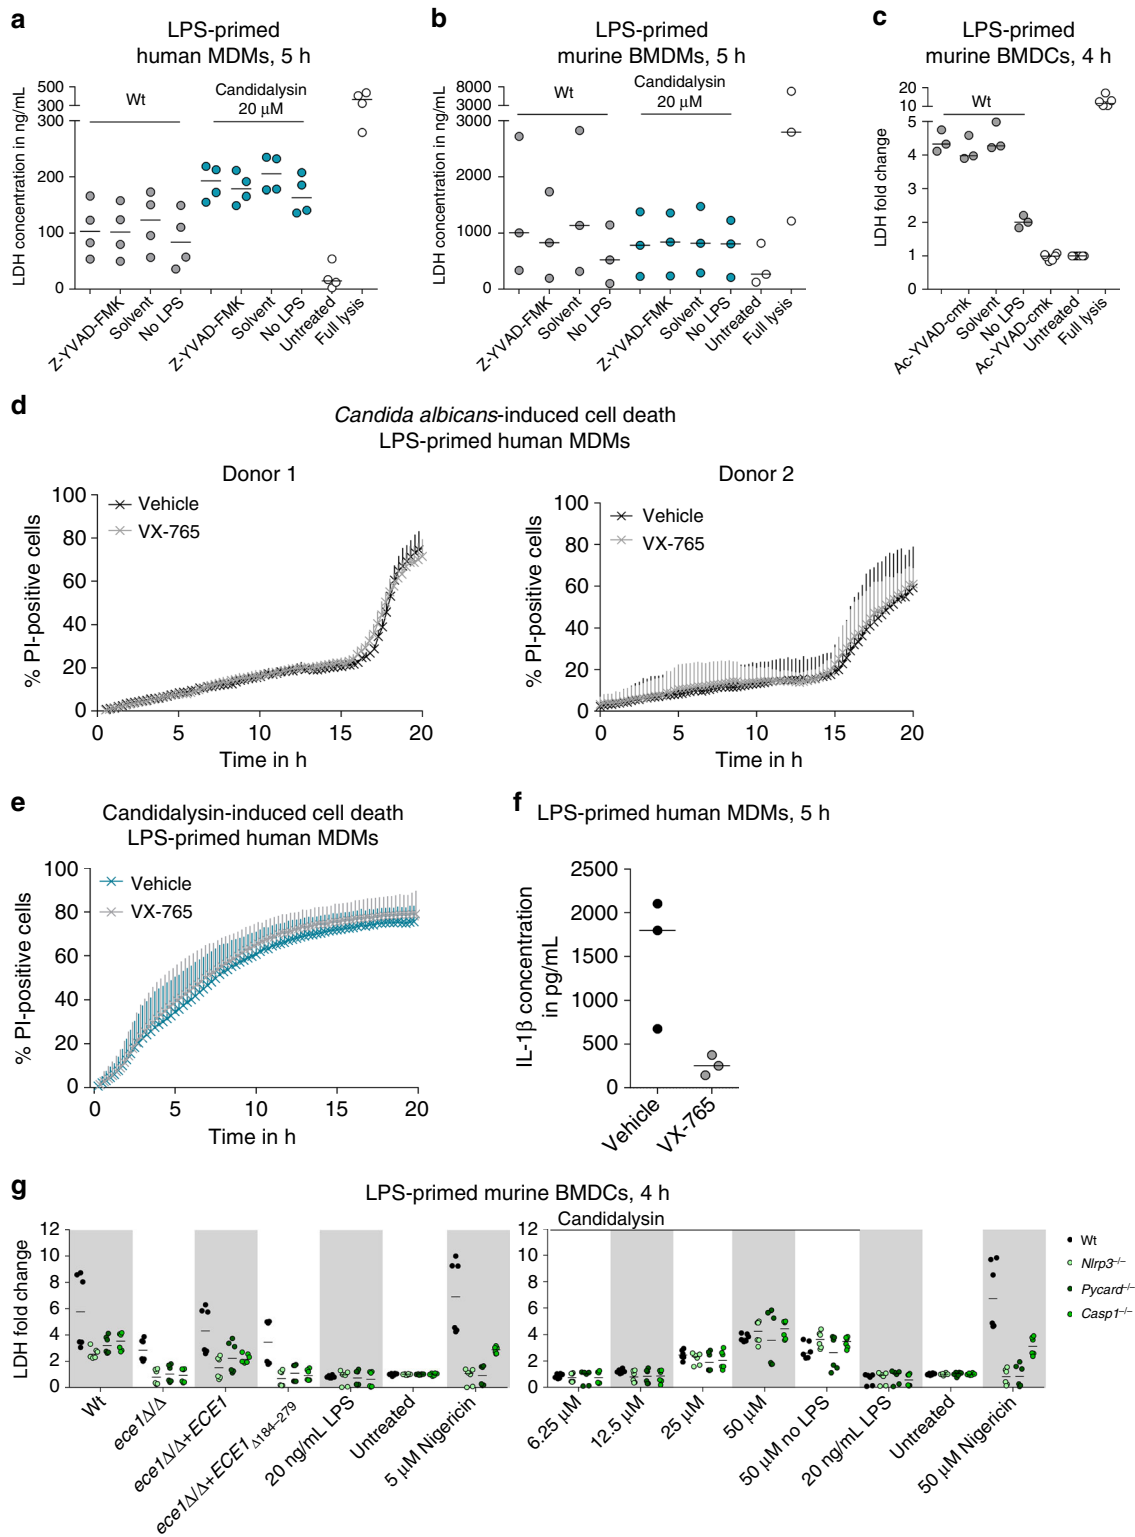 a
LPS-primed
human MDMs, 5 h
LDH concentration in ng/mL
500
300
300
200
100
0
Wt
Candidalysin
20 µM
Z-YVAD-FMK
Solvent
No LPS
Z-YVAD-FMK
Solvent
No LPS
Untreated
Full lysis
b
LPS-primed
murine BMDMs, 5 h
LDH concentration in ng/mL
8000
3000
3000
2000
1000
0
Wt
Candidalysin
20 µM
Z-YVAD-FMK
Solvent
No LPS
Z-YVAD-FMK
Solvent
No LPS
Untreated
Full lysis
c
LPS-primed
murine BMDCs, 4 h
LDH fold change
20
10
5
4
3
2
1
0
Wt
Ac-YVAD-cmk
Solvent
No LPS
Ac-YVAD-cmk
Untreated
Full lysis
d
Candida albicans-induced cell death
LPS-primed human MDMs
Donor 1
% PI-positive cells
100
80
60
40
20
0
Vehicle
VX-765
0 5 10 15 20
Time in h
Donor 2
% PI-positive cells
100
80
60
40
20
0
Vehicle
VX-765
0 5 10 15 20
Time in h
e
Candidalysin-induced cell death
LPS-primed human MDMs
% PI-positive cells
100
80
60
40
20
0
Vehicle
VX-765
0 5 10 15 20
Time in h
f
LPS-primed human MDMs, 5 h
IL-1β concentration
in pg/mL
2500
2000
1500
1000
500
0
Vehicle
VX-765
g
LPS-primed murine BMDCs, 4 h
LDH fold change
12
10
8
6
4
2
0
Wt
ece1Δ/Δ
ece1Δ/Δ+ECE1
ece1Δ/Δ+ECE1Δ184–279
20 ng/mL LPS
Untreated
5 µM Nigericin
Candidalysin
12
10
8
6
4
2
0
6.25 µM
12.5 µM
25 µM
50 µM
50 µM no LPS
20 ng/mL LPS
Untreated
50 µM Nigericin
Wt
Nlrp3–/–
Pycard–/–
Casp1–/–